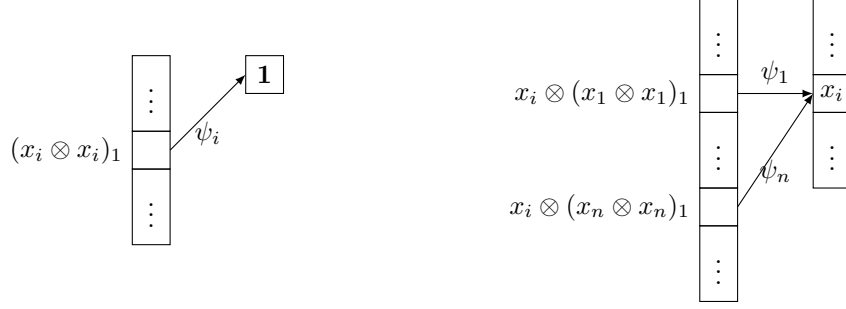 ⋮ ⋮
⋮ 𝟏
x_i ⊗ (x_1 ⊗ x_1)_1 ψ_1 x_i
ψ_i
(x_i ⊗ x_i)_1
⋮ ⋮
ψ_n
x_i ⊗ (x_n ⊗ x_n)_1
⋮
⋮